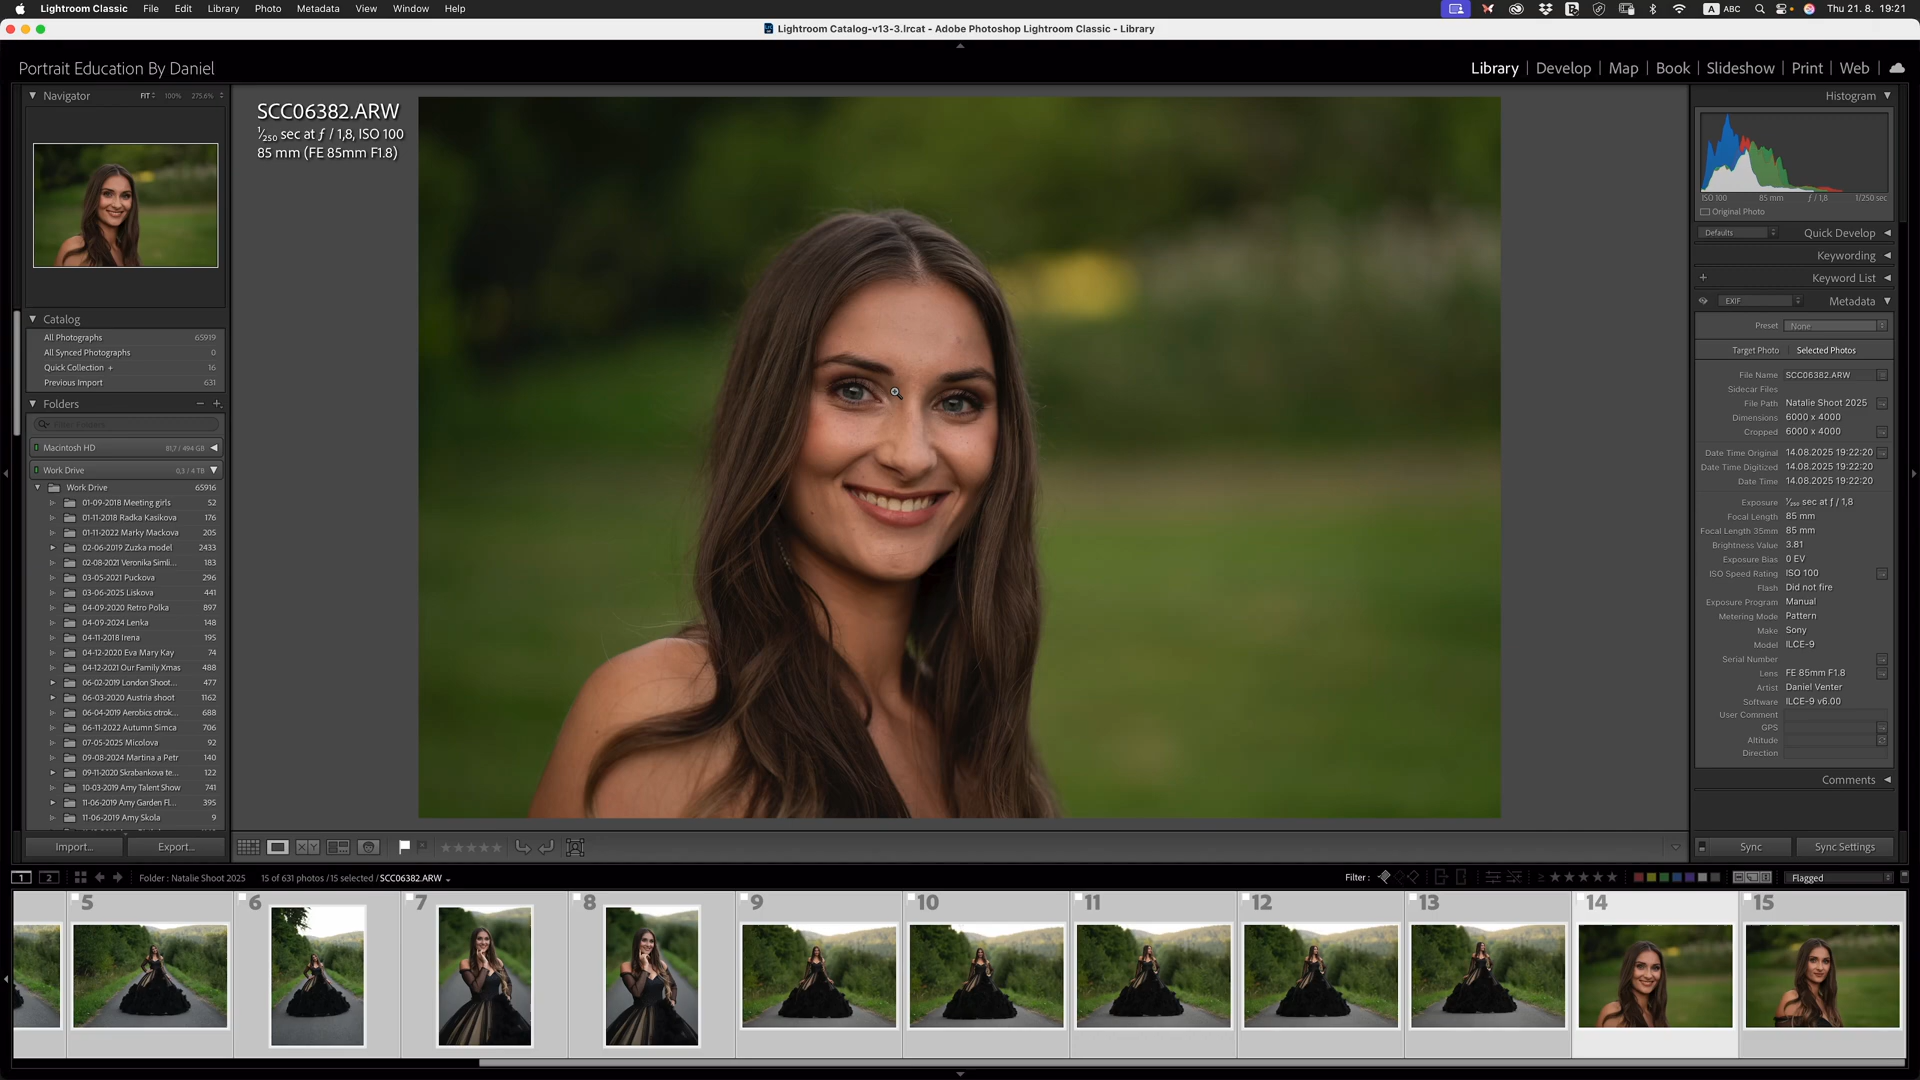 Lightroom Classic File Edit Library Photo Metadata View Window Help
A ABC Thu 21. 8. 19:21
Lightroom Catalog-v13-3.lrcat - Adobe Photoshop Lightroom Classic - Library
Portrait Education By Daniel
Library | Develop | Map | Book | Slideshow | Print | Web
Navigator FIT 100% 275.6%
SCC06382.ARW
1/250 sec at ƒ / 1,8, ISO 100
85 mm (FE 85mm F1.8)
Catalog
All Photographs 65919
All Synced Photographs 0
Quick Collection + 16
Previous Import 631
Folders
Filter Folders
Macintosh HD 81,7 / 494 GB
Work Drive 0,3 / 4 TB
Work Drive 65916
01-09-2018 Meeting girls 52
01-11-2018 Radka Kasikova 176
01-11-2022 Marky Mackova 205
02-06-2019 Zuzka model 2433
02-08-2021 Veronika Simli... 183
03-05-2021 Puckova 296
03-06-2025 Liskova 441
04-09-2020 Retro Polka 897
04-09-2024 Lenka 148
04-11-2018 Irena 195
04-12-2020 Eva Mary Kay 74
04-12-2021 Our Family Xmas 488
06-02-2019 London Shoot... 477
06-03-2020 Austria shoot 1162
06-04-2019 Aerobics otrok... 688
06-11-2022 Autumn Simca 706
07-05-2025 Micolova 92
09-08-2024 Martina a Petr 140
09-11-2020 Skrabankova te... 122
10-03-2019 Amy Talent Show 741
11-06-2019 Amy Garden Fl... 395
11-06-2019 Amy Skola 9
Import... Export...
Histogram
ISO 100 85 mm ƒ / 1,8 1/250 sec
Original Photo
Defaults Quick Develop
Keywording
Keyword List
EXIF Metadata
Preset None
Target Photo Selected Photos
File Name SCC06382.ARW
Sidecar Files
File Path Natalie Shoot 2025
Dimensions 6000 x 4000
Cropped 6000 x 4000
Date Time Original 14.08.2025 19:22:20
Date Time Digitized 14.08.2025 19:22:20
Date Time 14.08.2025 19:22:20
Exposure 1/250 sec at ƒ / 1,8
Focal Length 85 mm
Focal Length 35mm 85 mm
Brightness Value 3.81
Exposure Bias 0 EV
ISO Speed Rating ISO 100
Flash Did not fire
Exposure Program Manual
Metering Mode Pattern
Make Sony
Model ILCE-9
Serial Number
Lens FE 85mm F1.8
Artist Daniel Venter
Software ILCE-9 v6.00
User Comment
GPS
Altitude
Direction
Comments
Sync Sync Settings
X Y
1 2 Folder : Natalie Shoot 2025 15 of 631 photos / 15 selected / SCC06382.ARW Filter : Flagged
5 6 7 8 9 10 11 12 13 14 15